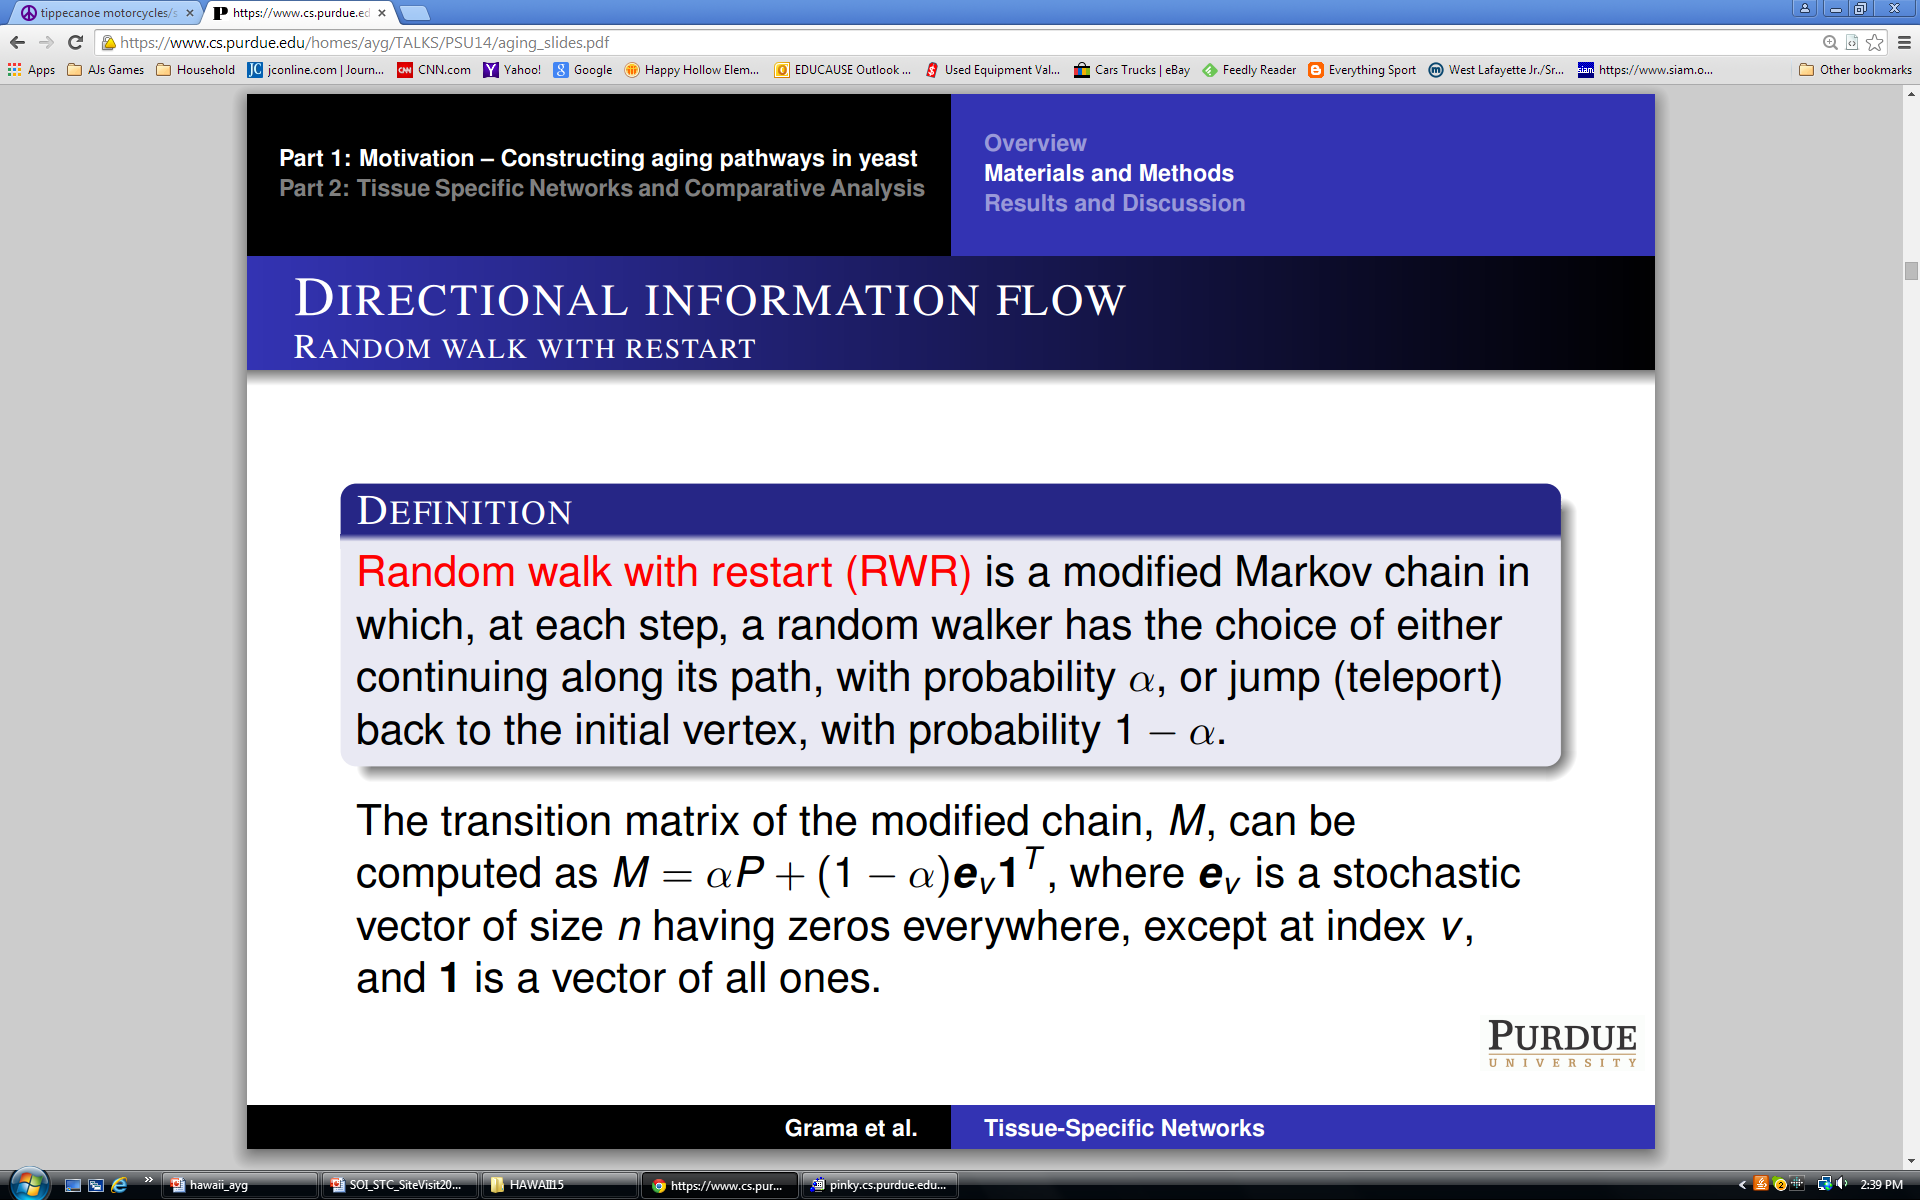 tippecanoe motorcycles/s
https://www.cs.purdue.ed
https://www.cs.purdue.edu/homes/ayg/TALKS/PSU14/aging_slides.pdf
Apps AJs Games Household jconline.com | Journ... CNN.com Yahoo! Google Happy Hollow Elem... EDUCAUSE Outlook ... Used Equipment Val... Cars Trucks | eBay Feedly Reader Everything Sport West Lafayette Jr./Sr... https://www.siam.o... Other bookmarks
Part 1: Motivation – Constructing aging pathways in yeast
Part 2: Tissue Specific Networks and Comparative Analysis
Overview
Materials and Methods
Results and Discussion
DIRECTIONAL INFORMATION FLOW
RANDOM WALK WITH RESTART
DEFINITION
Random walk with restart (RWR) is a modified Markov chain in
which, at each step, a random walker has the choice of either
continuing along its path, with probability α, or jump (teleport)
back to the initial vertex, with probability 1 − α.
The transition matrix of the modified chain, M, can be
computed as M = αP + (1 − α)e_v1^T, where e_v is a stochastic
vector of size n having zeros everywhere, except at index v,
and 1 is a vector of all ones.
PURDUE
UNIVERSITY
Grama et al. Tissue-Specific Networks
hawaii_ayg SOI_STC_SiteVisit20... HAWAII15 https://www.cs.pur... pinky.cs.purdue.edu... 2:39 PM